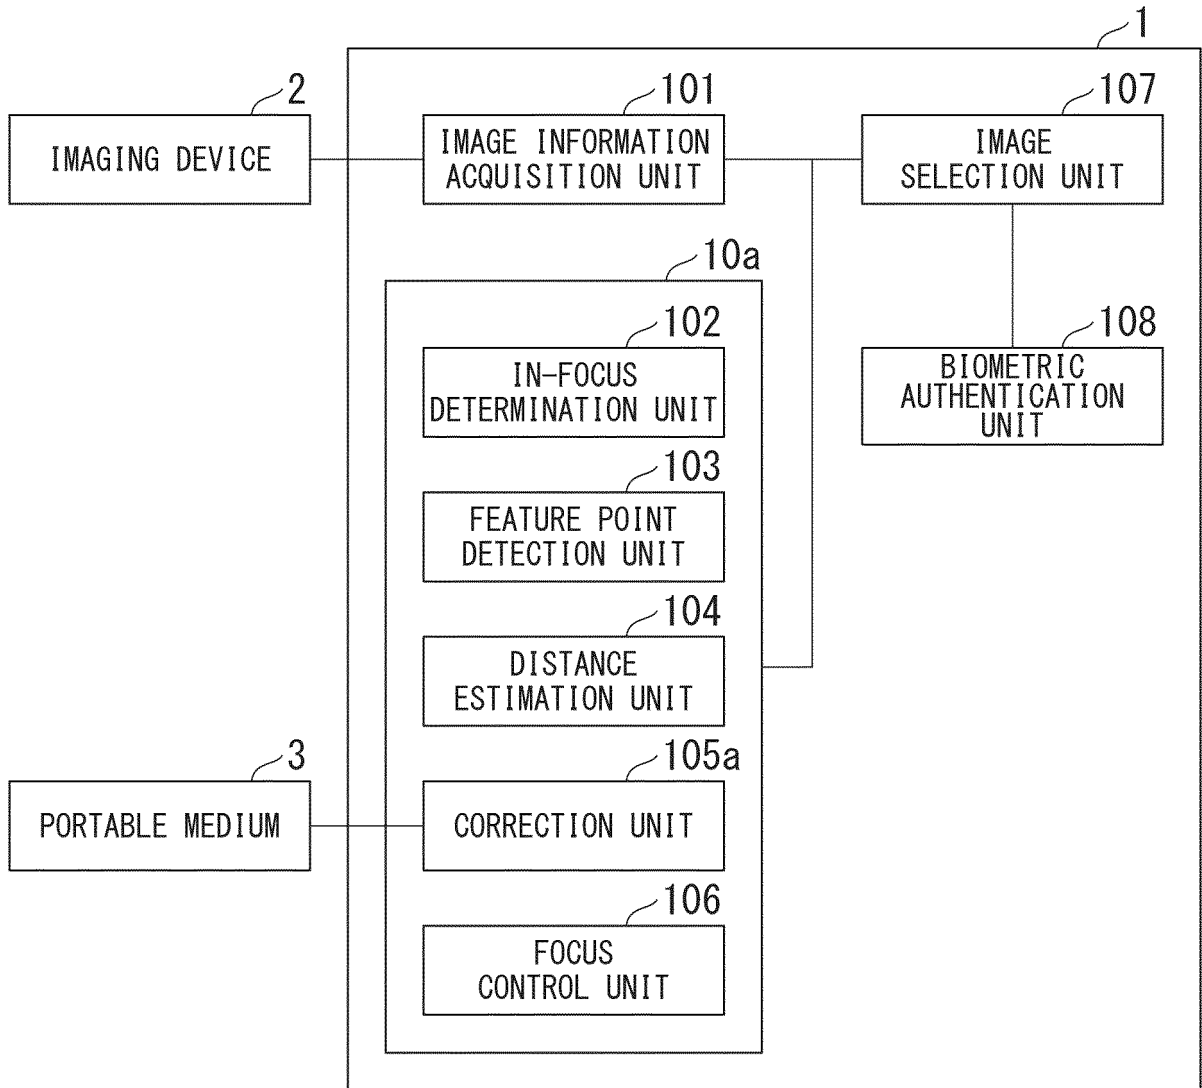 1
2
101
107
IMAGING DEVICE
IMAGE INFORMATION
ACQUISITION UNIT
IMAGE
SELECTION UNIT
10a
102
IN-FOCUS
DETERMINATION UNIT
108
BIOMETRIC
AUTHENTICATION
UNIT
103
FEATURE POINT
DETECTION UNIT
104
DISTANCE
ESTIMATION UNIT
3
PORTABLE MEDIUM
105a
CORRECTION UNIT
106
FOCUS
CONTROL UNIT